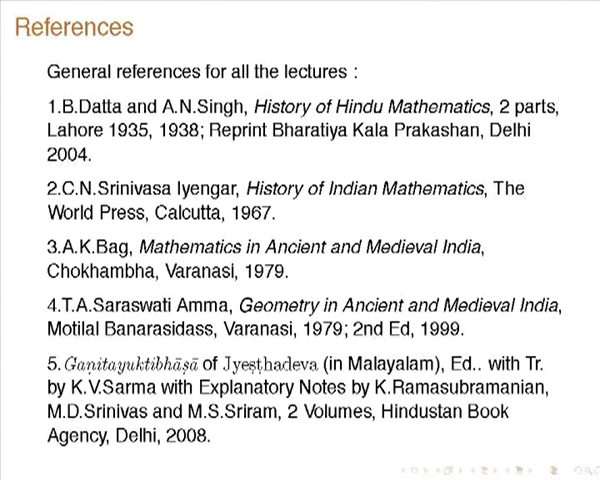 References
General references for all the lectures :
1.B.Datta and A.N.Singh, History of Hindu Mathematics, 2 parts,
Lahore 1935, 1938; Reprint Bharatiya Kala Prakashan, Delhi
2004.
2.C.N.Srinivasa Iyengar, History of Indian Mathematics, The
World Press, Calcutta, 1967.
3.A.K.Bag, Mathematics in Ancient and Medieval India,
Chokhambha, Varanasi, 1979.
4.T.A.Saraswati Amma, Geometry in Ancient and Medieval India,
Motilal Banarasidass, Varanasi, 1979; 2nd Ed, 1999.
5. Gaṇitayuktibhāṣā of Jyeṣṭhadeva (in Malayalam), Ed.. with Tr.
by K.V.Sarma with Explanatory Notes by K.Ramasubramanian,
M.D.Srinivas and M.S.Sriram, 2 Volumes, Hindustan Book
Agency, Delhi, 2008.